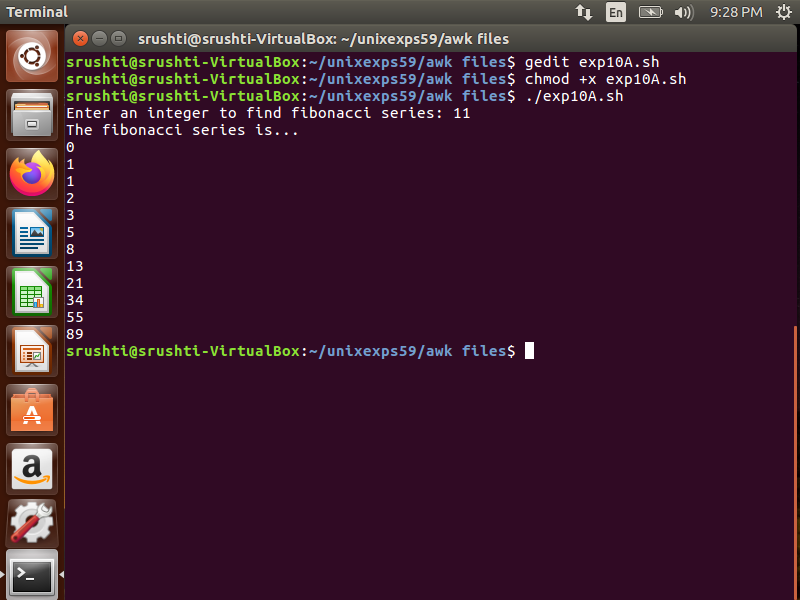 Terminal
En
9:28 PM
srushti@srushti-VirtualBox: ~/unixexps59/awk files
srushti@srushti-VirtualBox:~/unixexps59/awk files$ gedit exp10A.sh
srushti@srushti-VirtualBox:~/unixexps59/awk files$ chmod +x exp10A.sh
srushti@srushti-VirtualBox:~/unixexps59/awk files$ ./exp10A.sh
Enter an integer to find fibonacci series: 11
The fibonacci series is...
0
1
1
2
3
5
8
13
21
34
55
89
srushti@srushti-VirtualBox:~/unixexps59/awk files$